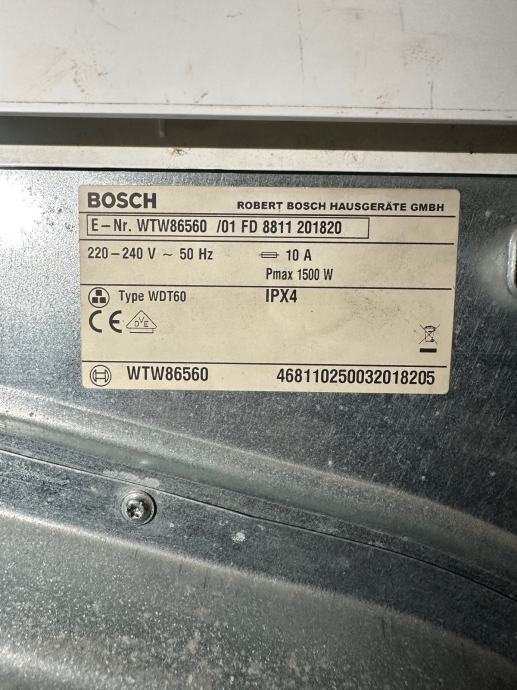 BOSCH ROBERT BOSCH HAUSGERÄTE GMBH
E-Nr. WTW86560 /01 FD 8811 201820
220-240 V ~ 50 Hz 10 A
Pmax 1500 W
Type WDT60 IPX4
CE DVE
WTW86560 468110250032018205